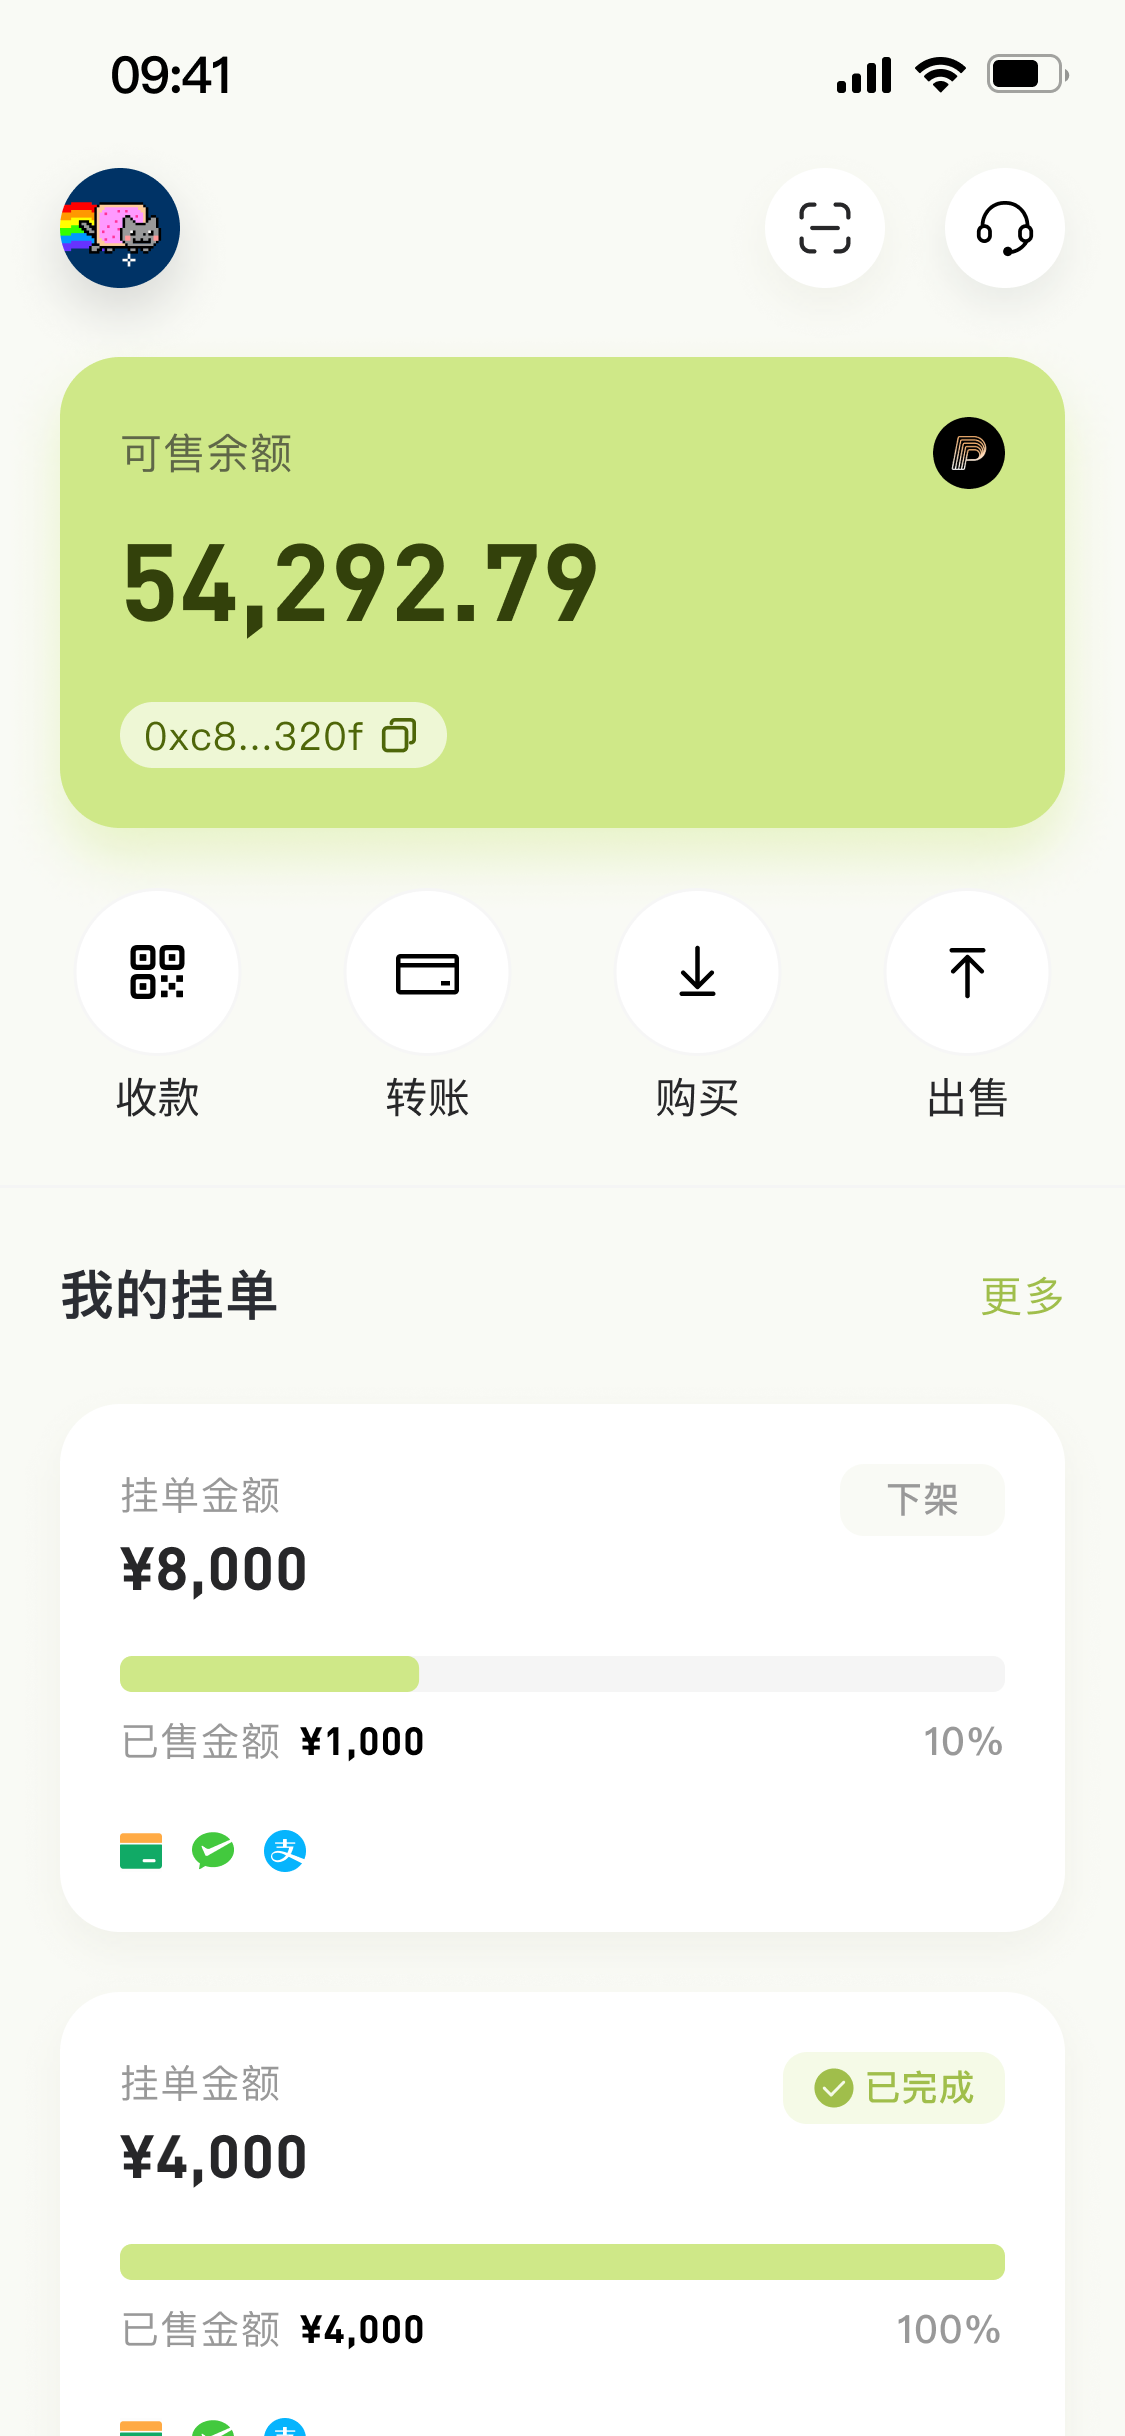 09:41
可售余额
54,292.79
0xc8...320f
收款
转账
购买
出售
我的挂单
更多
挂单金额
下架
¥8,000
已售金额 ¥1,000
10%
挂单金额
已完成
¥4,000
已售金额 ¥4,000
100%